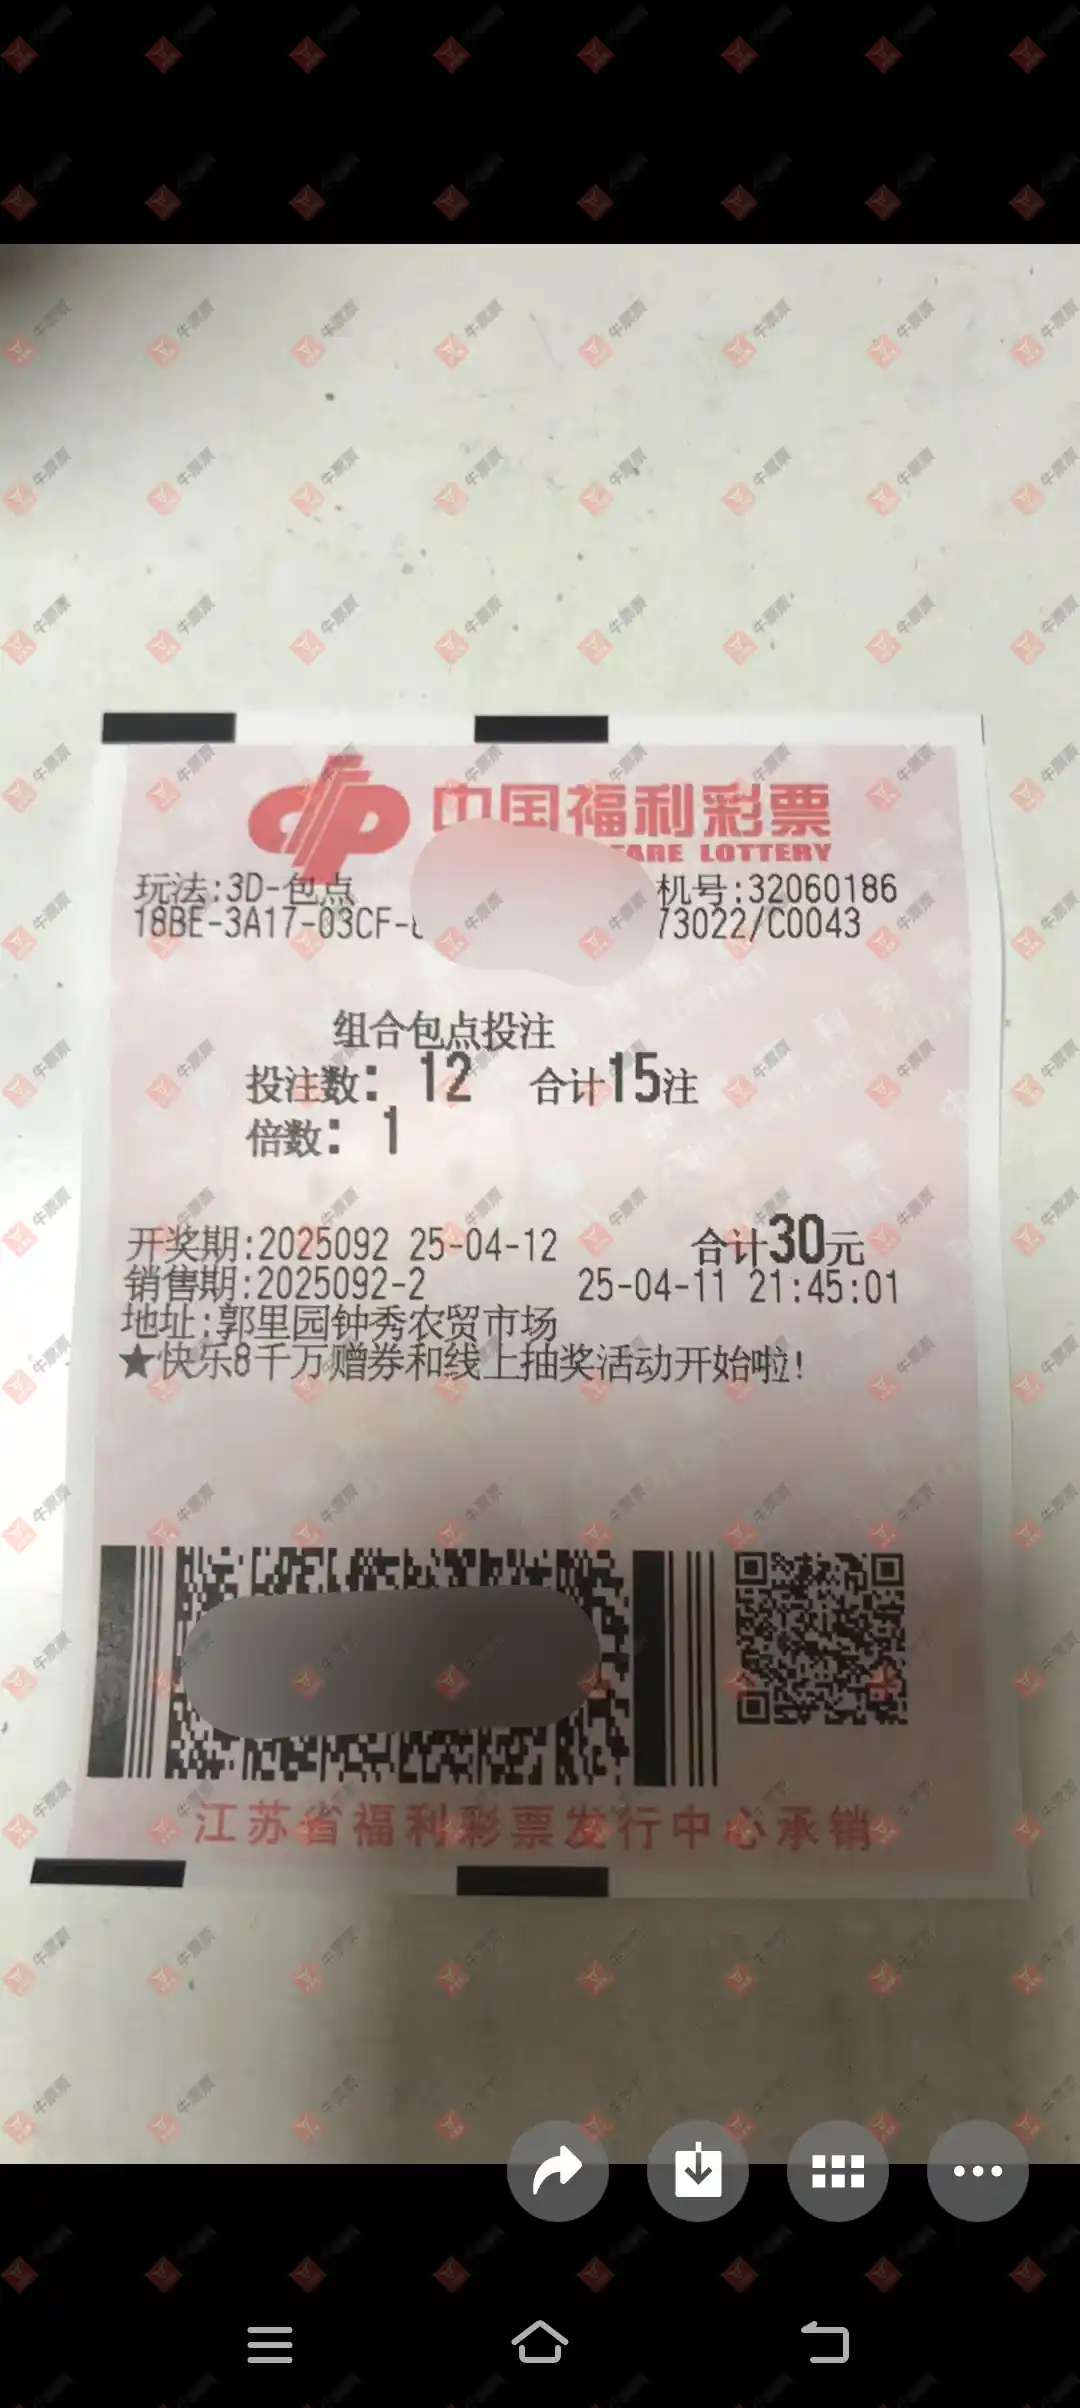 中国福利彩票
FARE LOTTERY
玩法:3D-包点
机号:32060186
18BE-3A17-03CF-
73022/C0043
组合包点投注
投注数: 12 合计15注
倍数: 1
开奖期:2025092 25-04-12 合计30元
销售期:2025092-2 25-04-11 21:45:01
地址:郭里园钟秀农贸市场
★快乐8千万赠券和线上抽奖活动开始啦!
江苏省福利彩票发行中心承销
牛票票